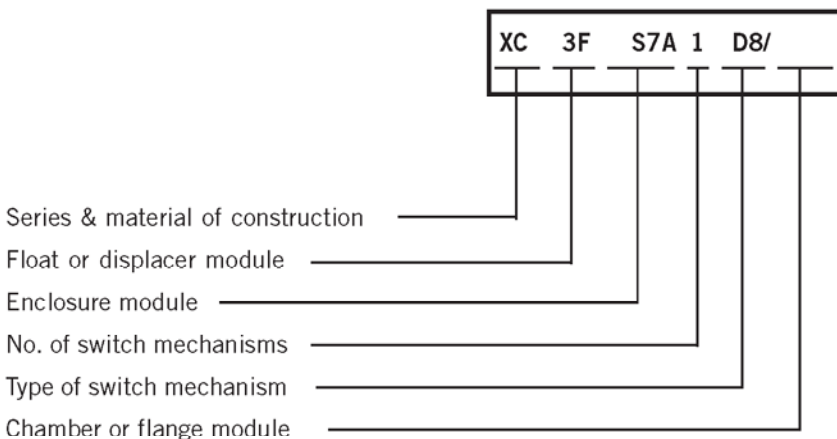 XC 3F S7A 1 D8/
Series & material of construction
Float or displacer module
Enclosure module
No. of switch mechanisms
Type of switch mechanism
Chamber or flange module